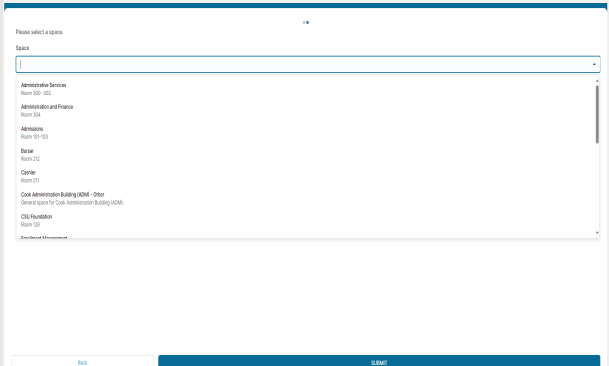 Please select a space.
Space
Administrative Services
Room 300 - 302
Administration and Finance
Room 304
Admissions
Room 101-103
Bursar
Room 212
Cashier
Room 211
Cook Administration Building (ADM) - Other
General space for Cook Administration Building (ADM).
CSU Foundation
Room 126
Enrollment Management
Back
SUBMIT